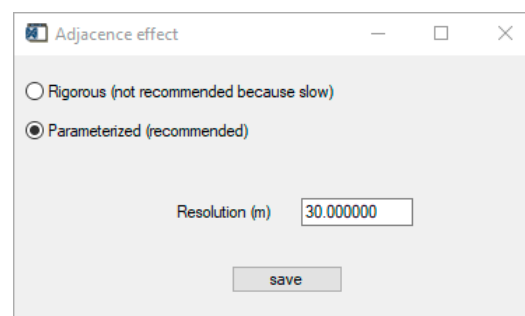 Adjacence effect
Rigorous (not recommended because slow)
Parameterized (recommended)
Resolution (m) 30.000000
save